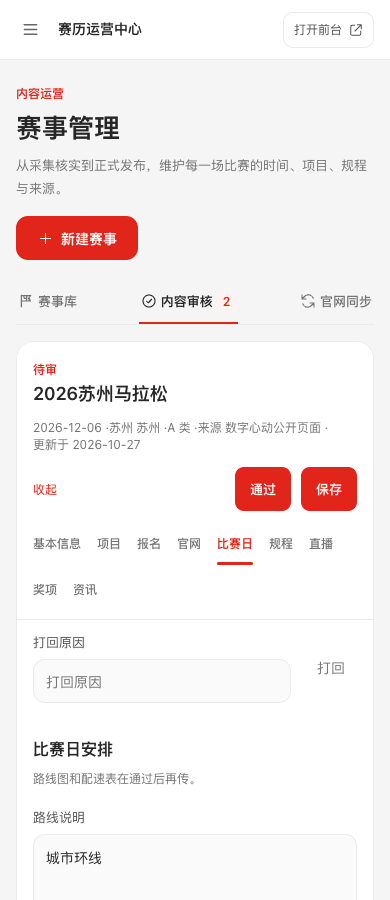 赛历运营中心
打开前台
内容运营
赛事管理
从采集核实到正式发布，维护每一场比赛的时间、项目、规程
与来源。
新建赛事
赛事库 内容审核 2 官网同步
待审
2026苏州马拉松
2026-12-06 ·苏州 苏州 ·A 类 ·来源 数字心动公开页面 ·
更新于 2026-10-27
收起 通过 保存
基本信息 项目 报名 官网 比赛日 规程 直播
奖项 资讯
打回原因
打回原因 打回
比赛日安排
路线图和配速表在通过后再传。
路线说明
城市环线